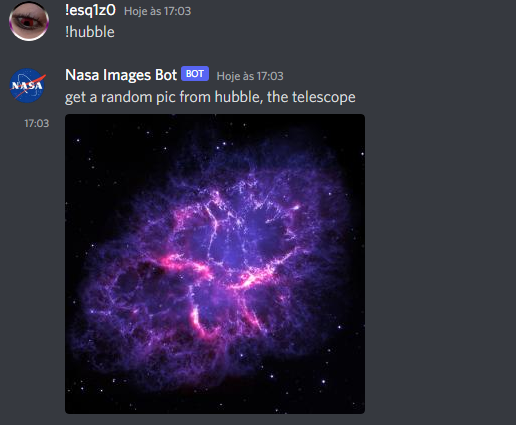 !esq1z0 Hoje às 17:03
!hubble
NASA
Nasa Images Bot BOT Hoje às 17:03
get a random pic from hubble, the telescope
17:03